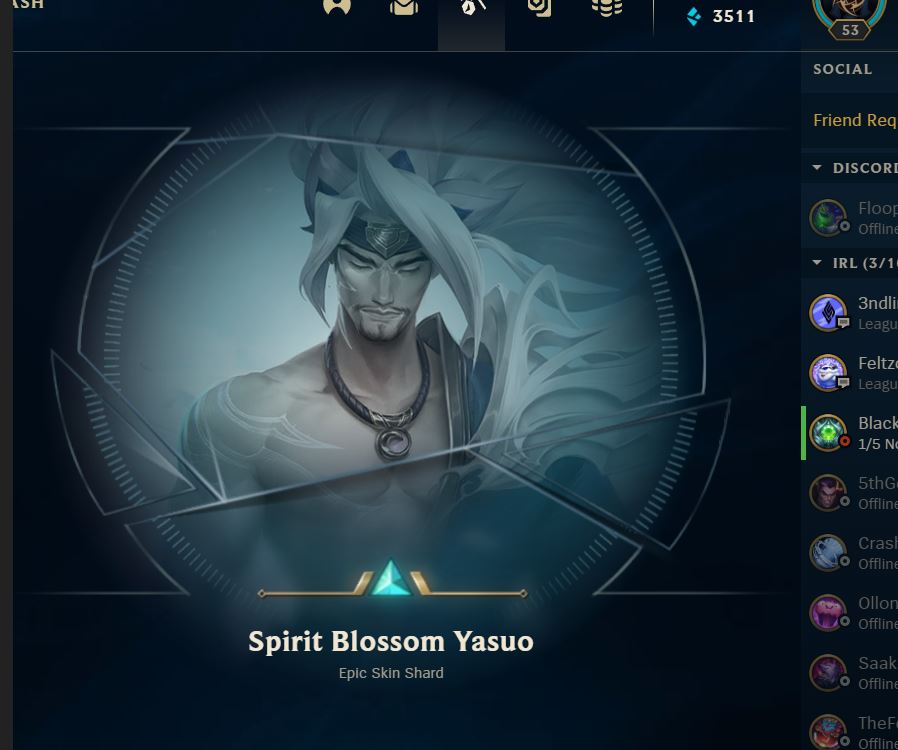 ASH
3511
53
SOCIAL
Friend Req
DISCORD
Floop
Offline
IRL (3/1
3ndli
Leagu
Feltz
Leagu
Black
1/5 No
5thG
Offline
Crash
Offline
Ollon
Offline
Saak
Offline
TheF
Spirit Blossom Yasuo
Epic Skin Shard